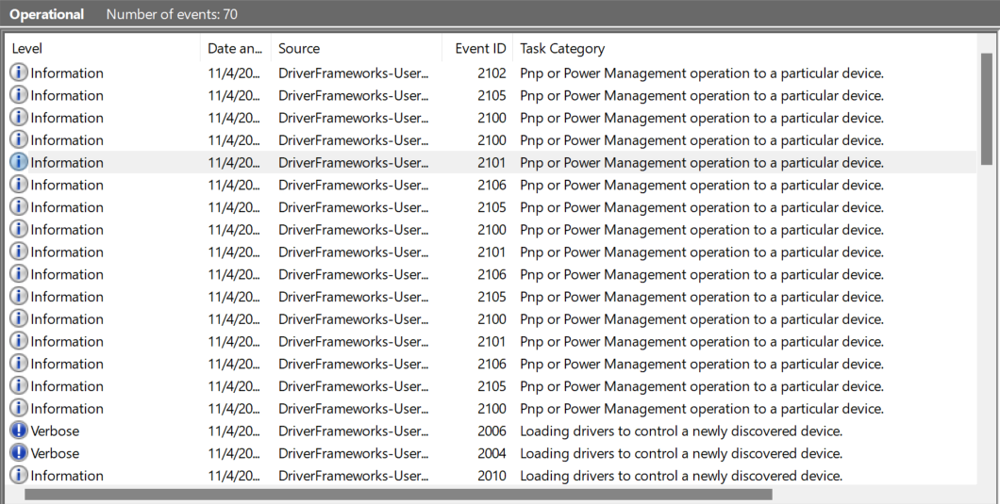 Operational Number of events: 70
Level Date an... Source Event ID Task Category
Information 11/4/20... DriverFrameworks-User... 2102 Pnp or Power Management operation to a particular device.
Information 11/4/20... DriverFrameworks-User... 2105 Pnp or Power Management operation to a particular device.
Information 11/4/20... DriverFrameworks-User... 2100 Pnp or Power Management operation to a particular device.
Information 11/4/20... DriverFrameworks-User... 2100 Pnp or Power Management operation to a particular device.
Information 11/4/20... DriverFrameworks-User... 2101 Pnp or Power Management operation to a particular device.
Information 11/4/20... DriverFrameworks-User... 2106 Pnp or Power Management operation to a particular device.
Information 11/4/20... DriverFrameworks-User... 2105 Pnp or Power Management operation to a particular device.
Information 11/4/20... DriverFrameworks-User... 2100 Pnp or Power Management operation to a particular device.
Information 11/4/20... DriverFrameworks-User... 2101 Pnp or Power Management operation to a particular device.
Information 11/4/20... DriverFrameworks-User... 2106 Pnp or Power Management operation to a particular device.
Information 11/4/20... DriverFrameworks-User... 2105 Pnp or Power Management operation to a particular device.
Information 11/4/20... DriverFrameworks-User... 2100 Pnp or Power Management operation to a particular device.
Information 11/4/20... DriverFrameworks-User... 2101 Pnp or Power Management operation to a particular device.
Information 11/4/20... DriverFrameworks-User... 2106 Pnp or Power Management operation to a particular device.
Information 11/4/20... DriverFrameworks-User... 2105 Pnp or Power Management operation to a particular device.
Information 11/4/20... DriverFrameworks-User... 2100 Pnp or Power Management operation to a particular device.
Verbose 11/4/20... DriverFrameworks-User... 2006 Loading drivers to control a newly discovered device.
Verbose 11/4/20... DriverFrameworks-User... 2004 Loading drivers to control a newly discovered device.
Information 11/4/20... DriverFrameworks-User... 2010 Loading drivers to control a newly discovered device.